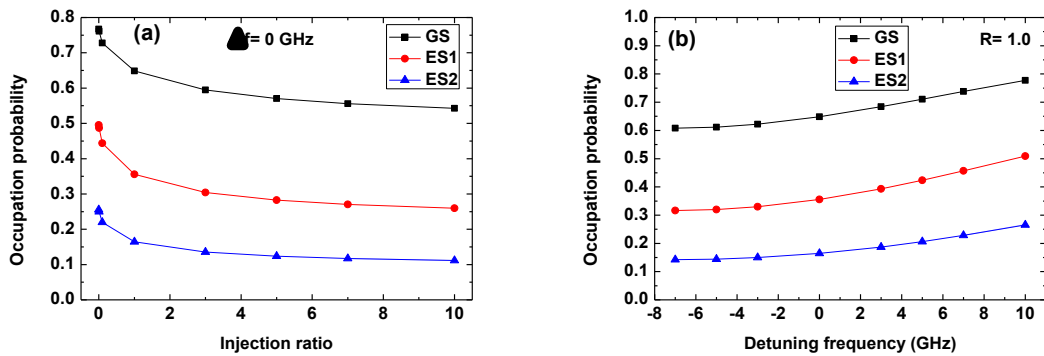 (a)
f= 0 GHz
GS
ES1
ES2
Occupation probability
0.8
0.7
0.6
0.5
0.4
0.3
0.2
0.1
0.0
0 2 4 6 8 10
Injection ratio
(b)
R= 1.0
GS
ES1
ES2
Occupation probability
1.0
0.9
0.8
0.7
0.6
0.5
0.4
0.3
0.2
0.1
0.0
-8 -6 -4 -2 0 2 4 6 8 10
Detuning frequency (GHz)